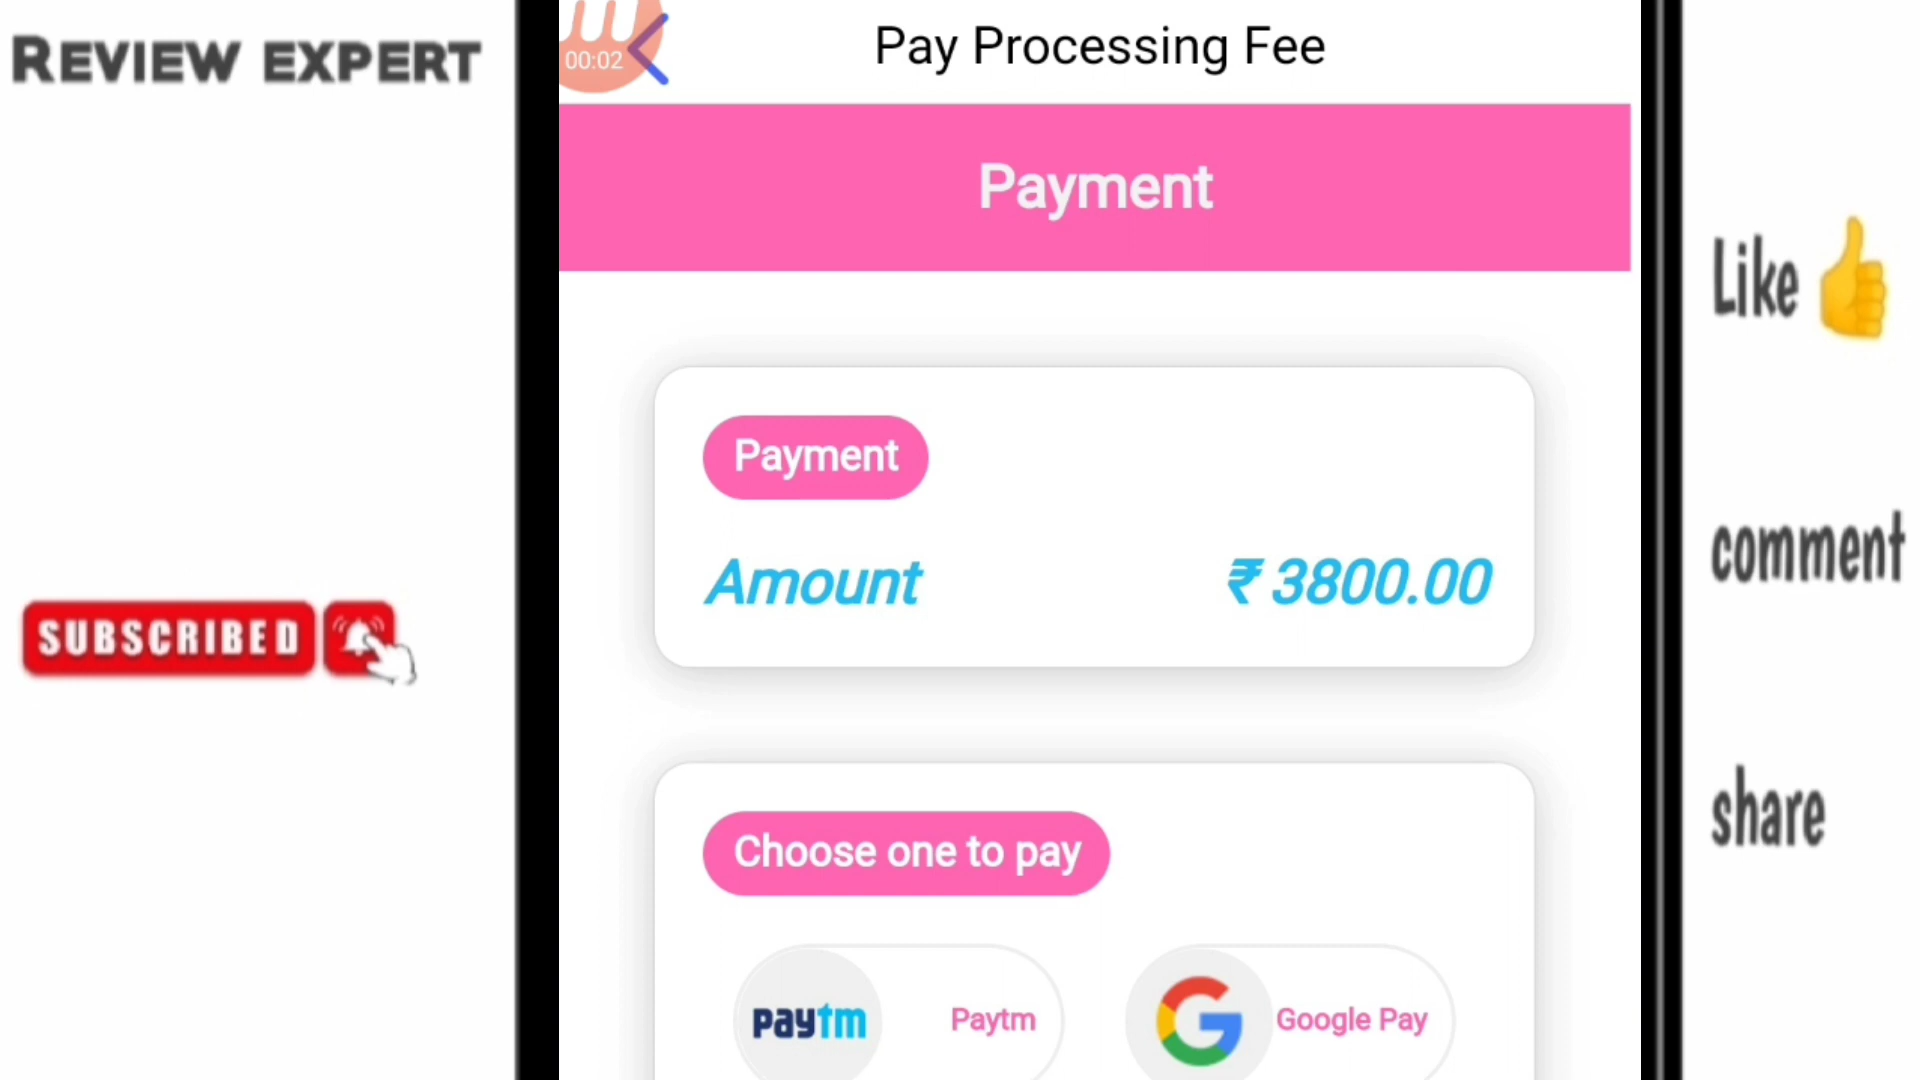 REVIEW EXPERT
00:02
Pay Processing Fee
Payment
Payment
Amount ₹ 3800.00
Choose one to pay
paytm Paytm
G Google Pay
SUBSCRIBED
Like
comment
share